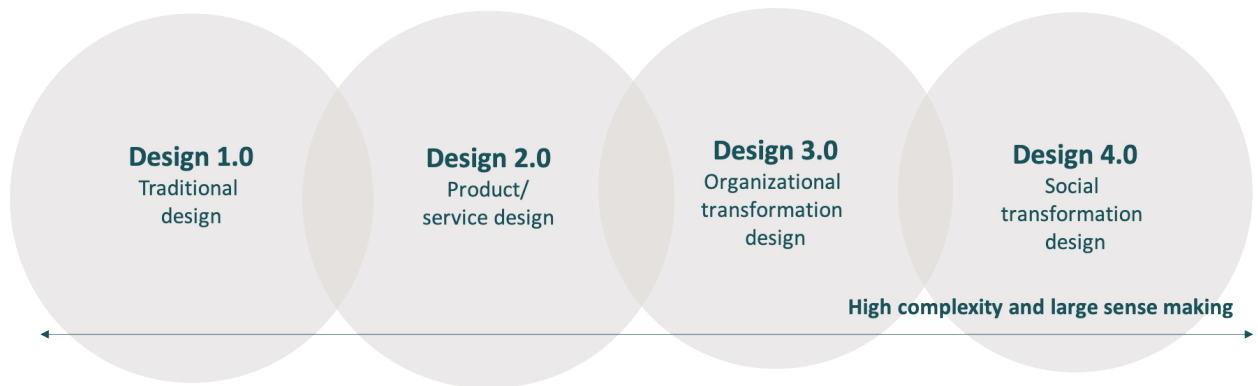 Design 1.0
Traditional
design
Design 2.0
Product/
service design
Design 3.0
Organizational
transformation
design
Design 4.0
Social
transformation
design
High complexity and large sense making